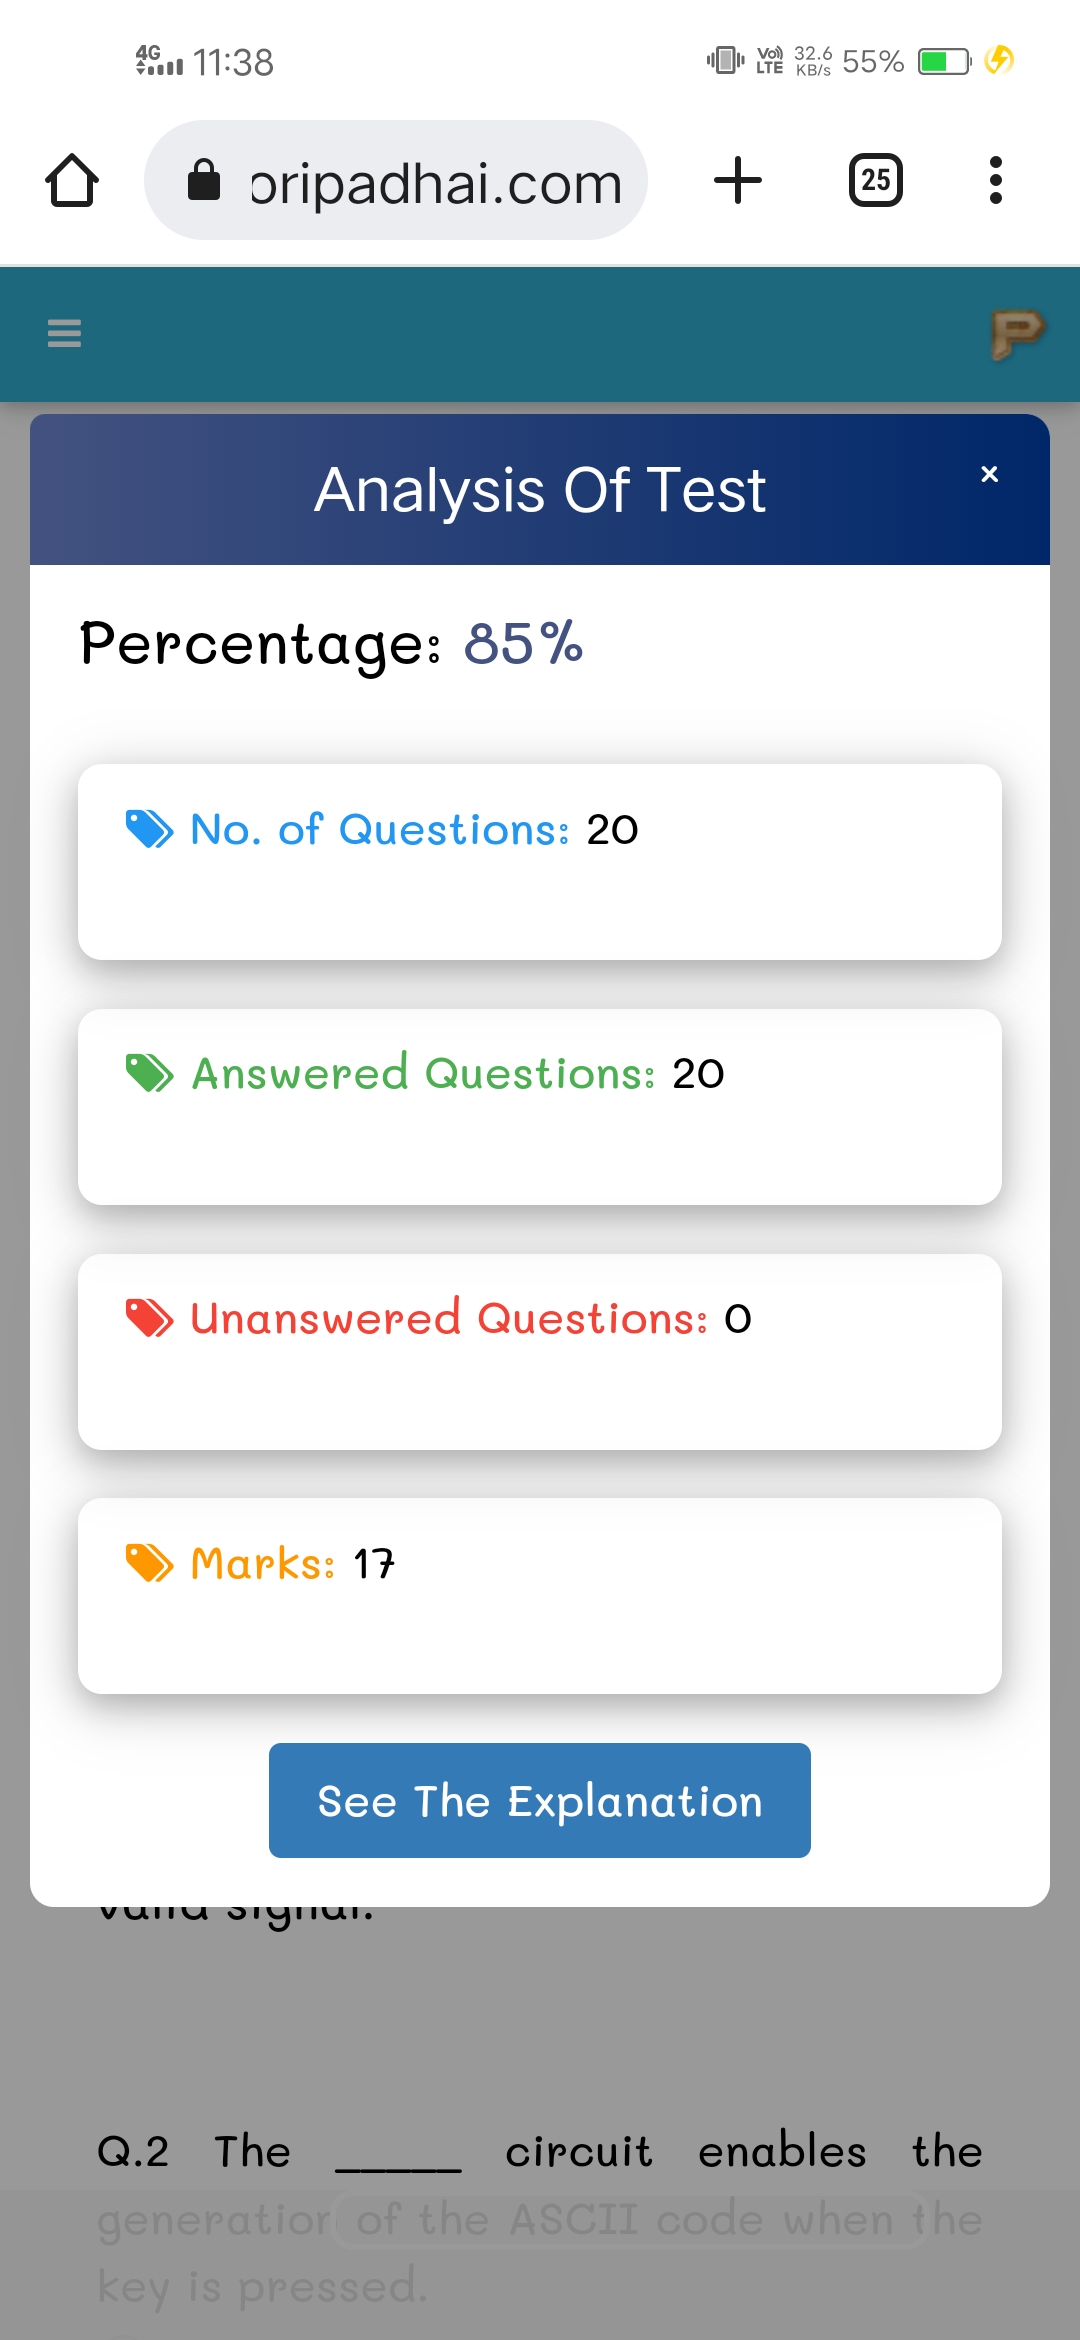 4G 11:38 Vo) LTE 32.6 KB/s 55%
oripadhai.com 25
P
Analysis Of Test ×
Percentage: 85%
No. of Questions: 20
Answered Questions: 20
Unanswered Questions: 0
Marks: 17
See The Explanation
valid signal.
Q.2 The _____ circuit enables the
generation of the ASCII code when the
key is pressed.